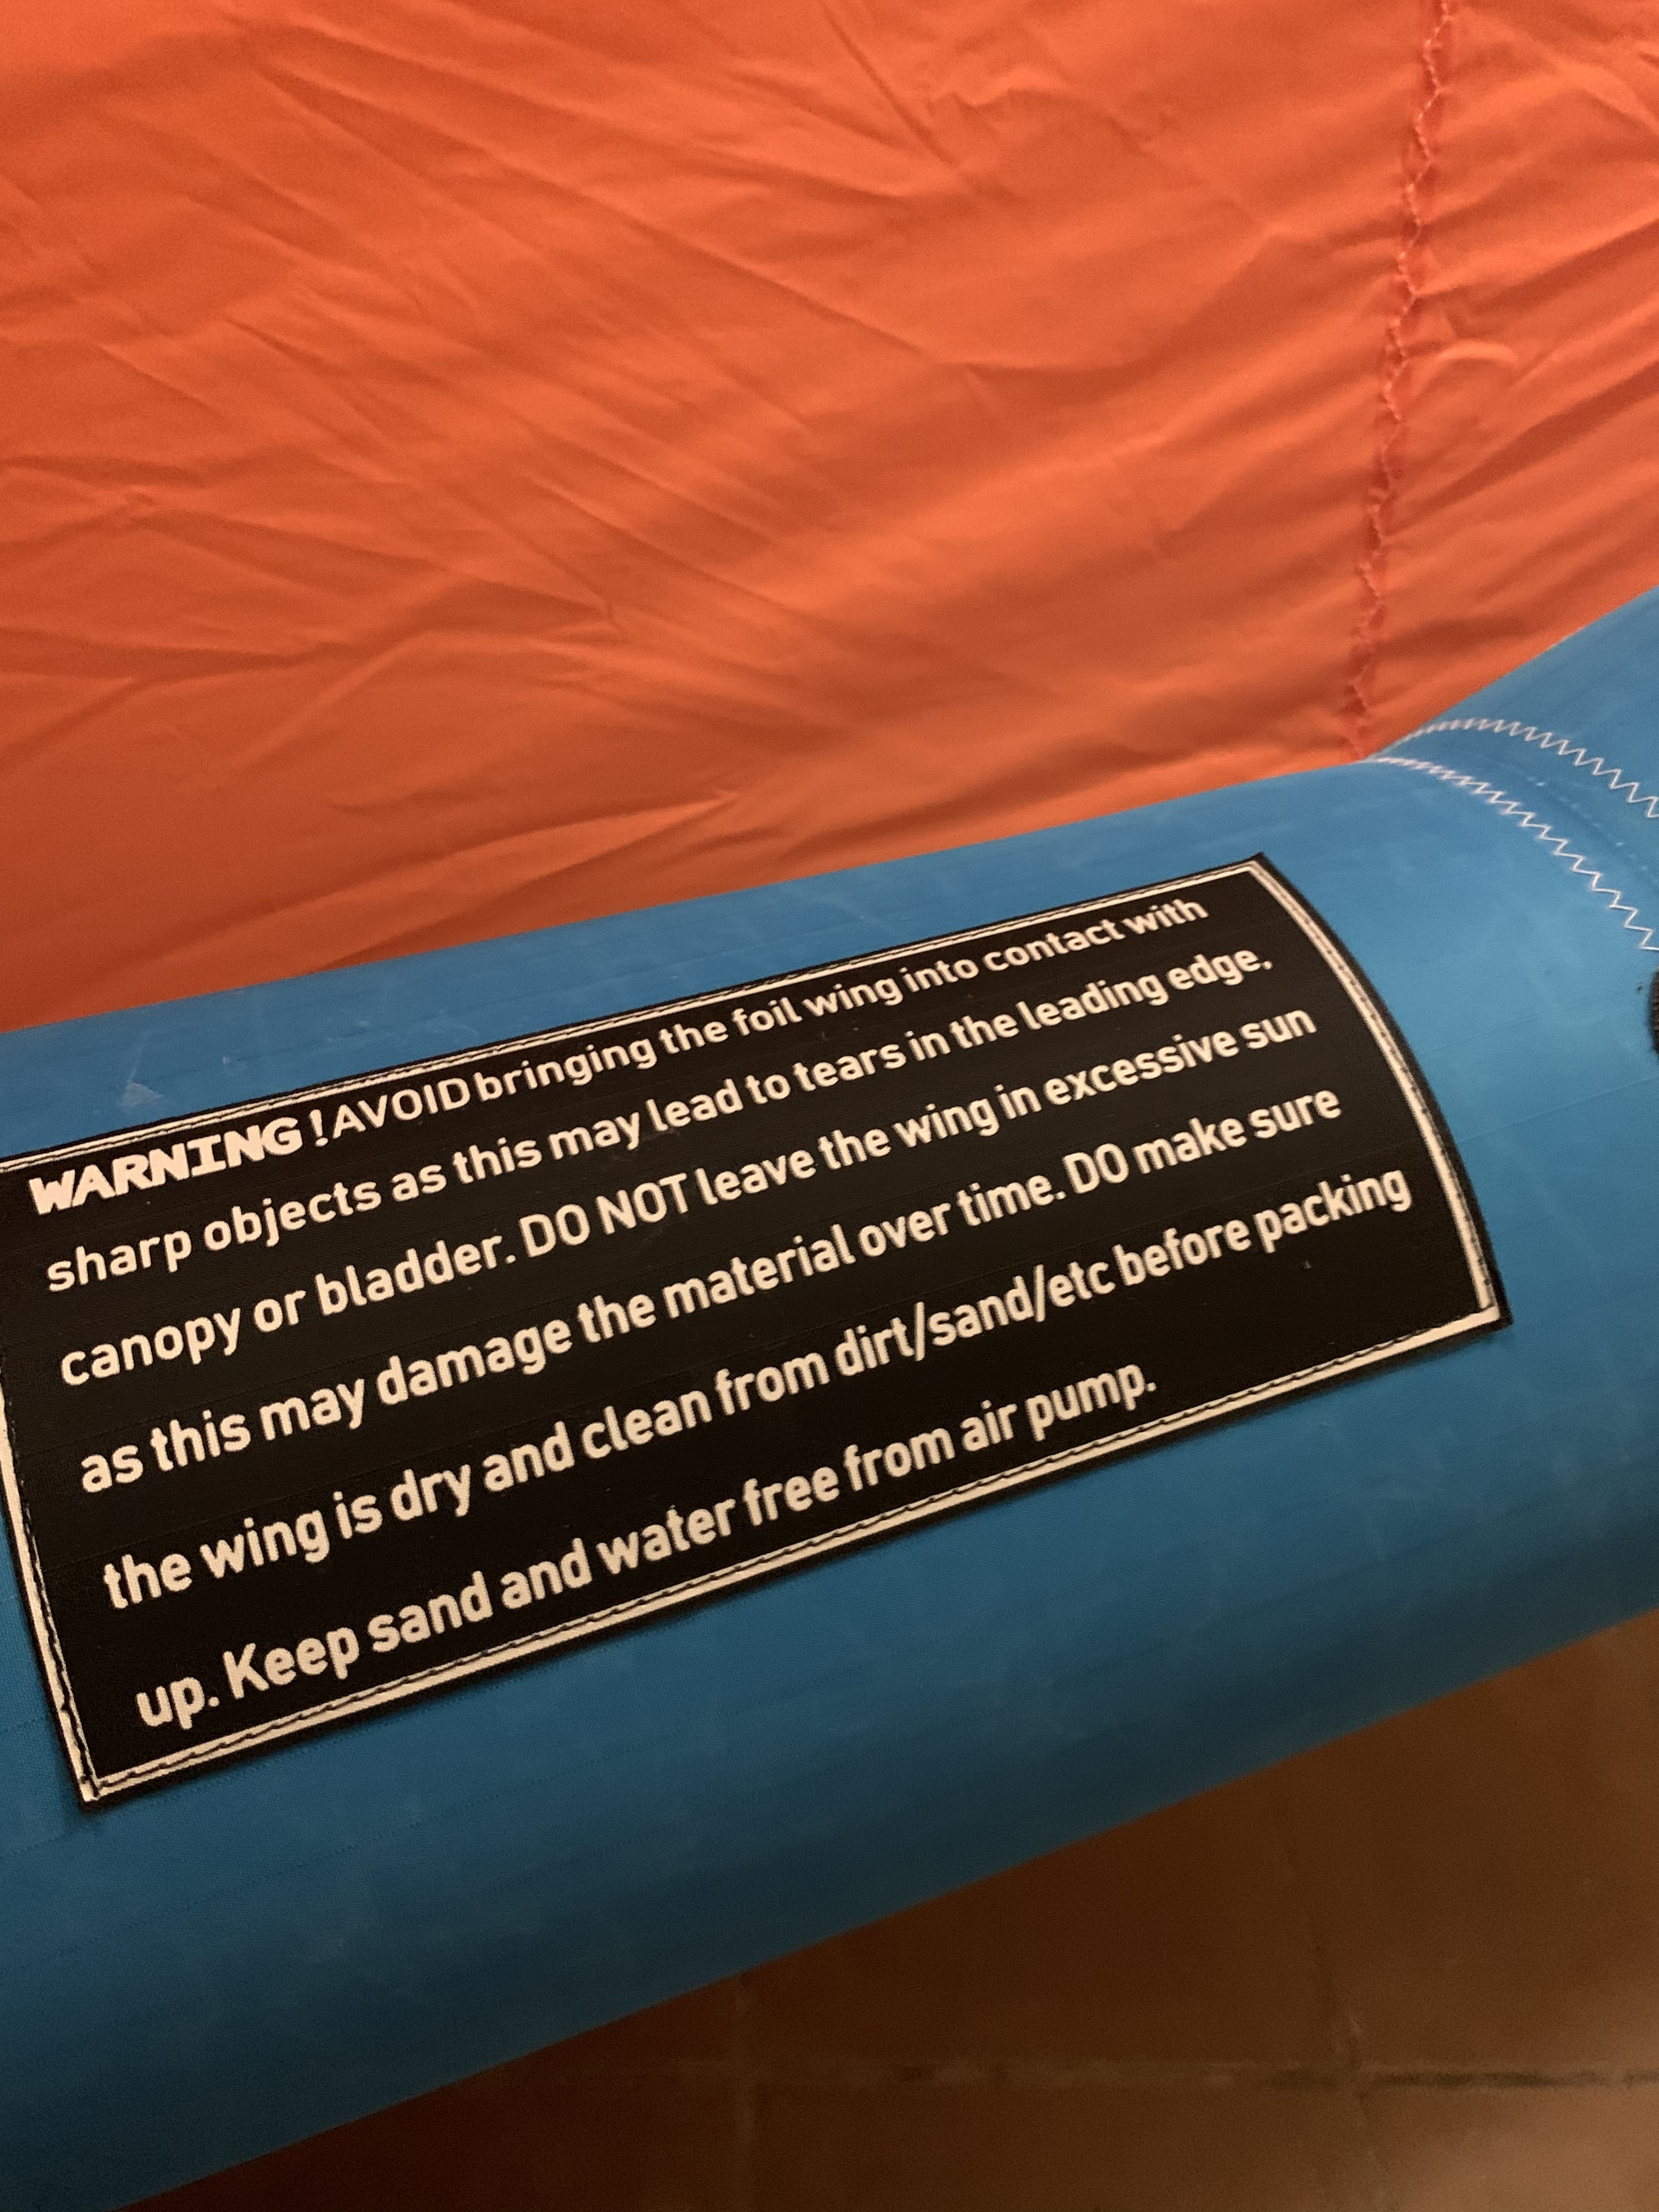 WARNING! AVOID bringing the foil wing into contact with
sharp objects as this may lead to tears in the leading edge,
canopy or bladder. DO NOT leave the wing in excessive sun
as this may damage the material over time. DO make sure
the wing is dry and clean from dirt/sand/etc before packing
up. Keep sand and water free from air pump.